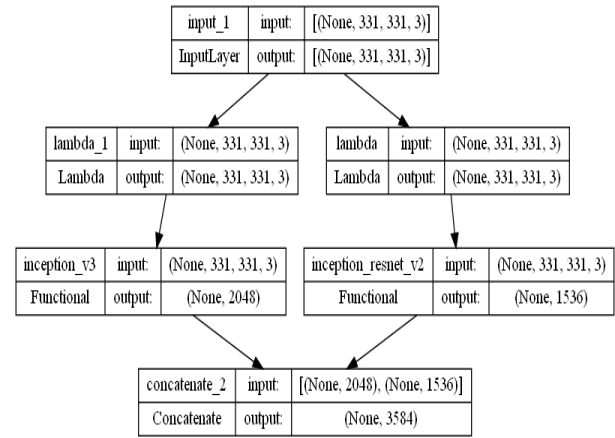 input_1 input: [(None, 331, 331, 3)]
InputLayer output: [(None, 331, 331, 3)]
lambda_1 input: (None, 331, 331, 3)
Lambda output: (None, 331, 331, 3)
lambda input: (None, 331, 331, 3)
Lambda output: (None, 331, 331, 3)
inception_v3 input: (None, 331, 331, 3)
Functional output: (None, 2048)
inception_resnet_v2 input: (None, 331, 331, 3)
Functional output: (None, 1536)
concatenate_2 input: [(None, 2048), (None, 1536)]
Concatenate output: (None, 3584)